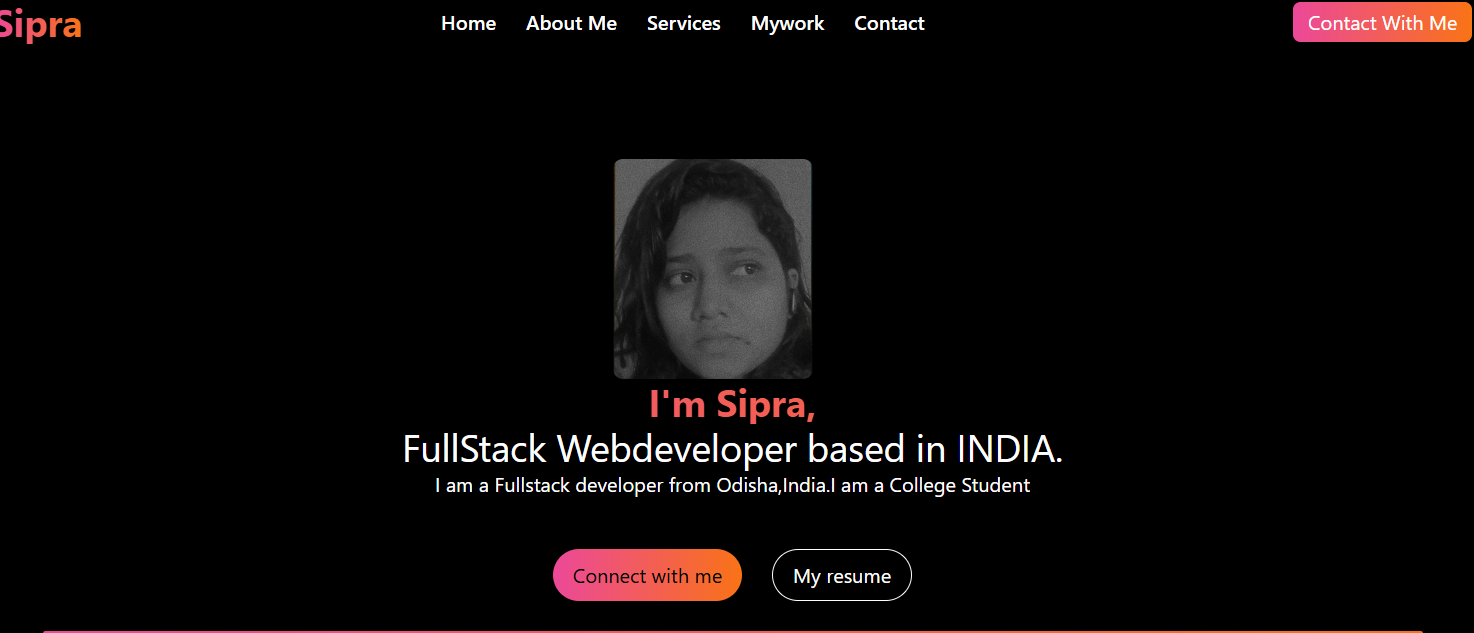 Sipra
Home About Me Services Mywork Contact
Contact With Me
I'm Sipra,
FullStack Webdeveloper based in INDIA.
I am a Fullstack developer from Odisha,India.I am a College Student
Connect with me
My resume